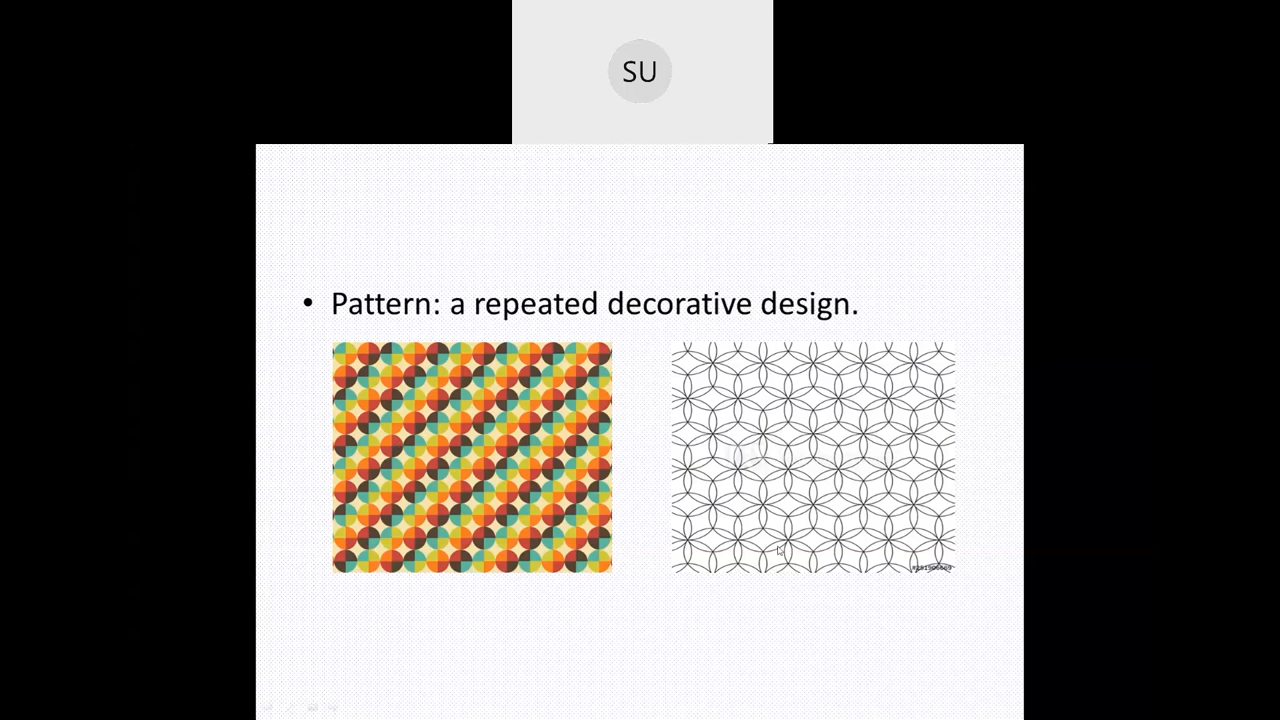 SU
• Pattern: a repeated decorative design.